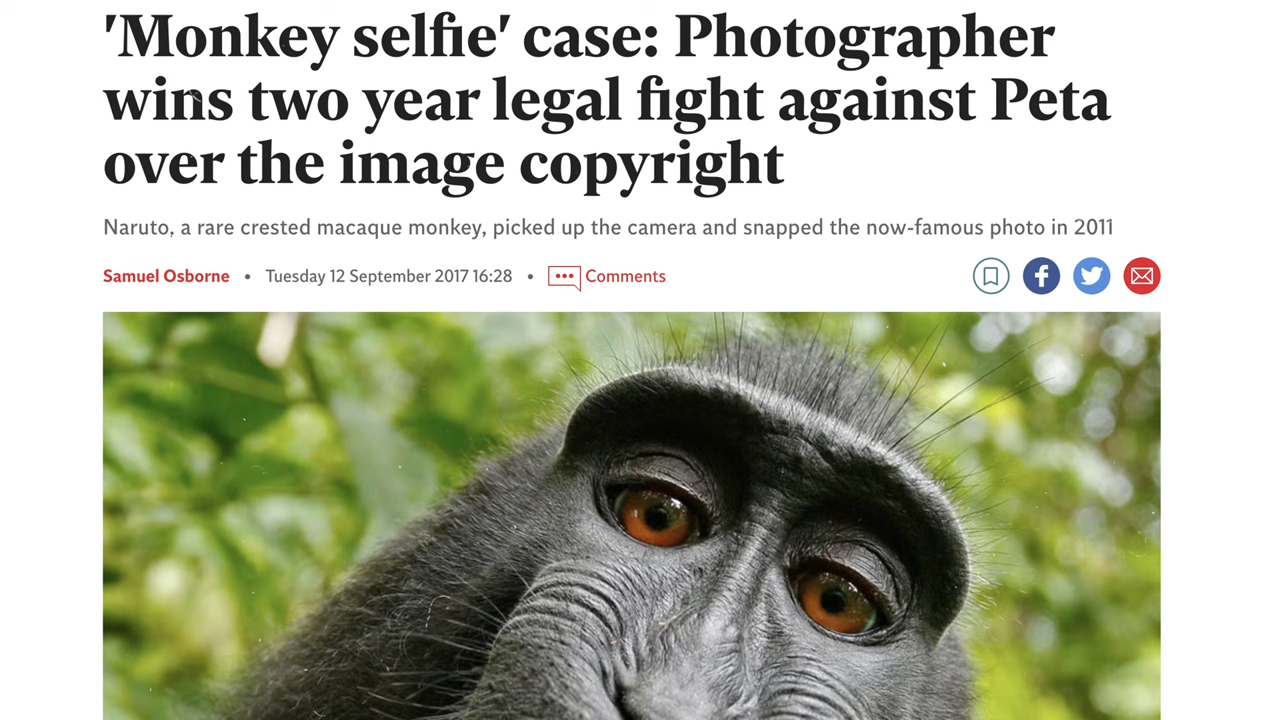 'Monkey selfie' case: Photographer
wins two year legal fight against Peta
over the image copyright
Naruto, a rare crested macaque monkey, picked up the camera and snapped the now-famous photo in 2011
Samuel Osborne • Tuesday 12 September 2017 16:28 • Comments